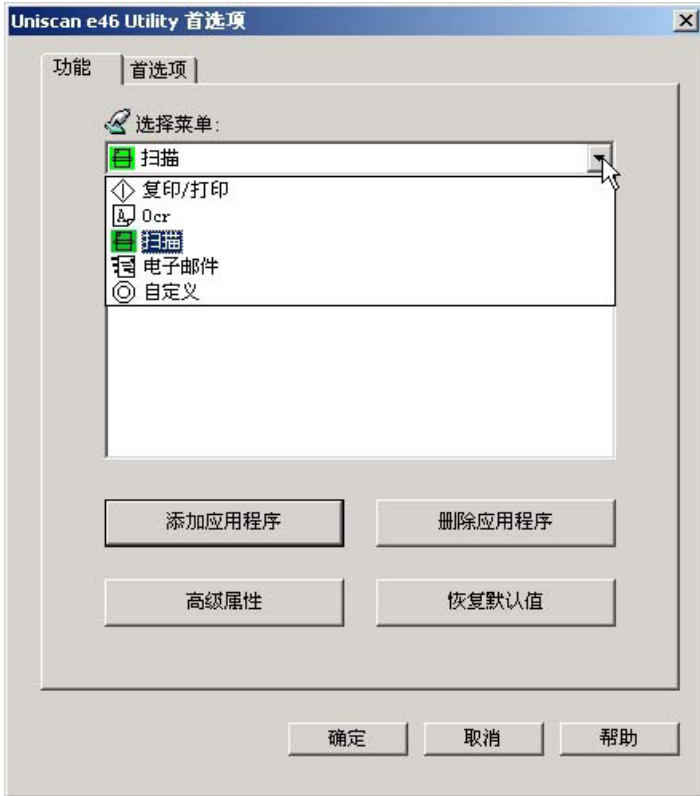 Uniscan e46 Utility 首选项
功能 首选项
选择菜单:
扫描
复印/打印
Ocr
扫描
电子邮件
自定义
添加应用程序 删除应用程序
高级属性 恢复默认值
确定 取消 帮助